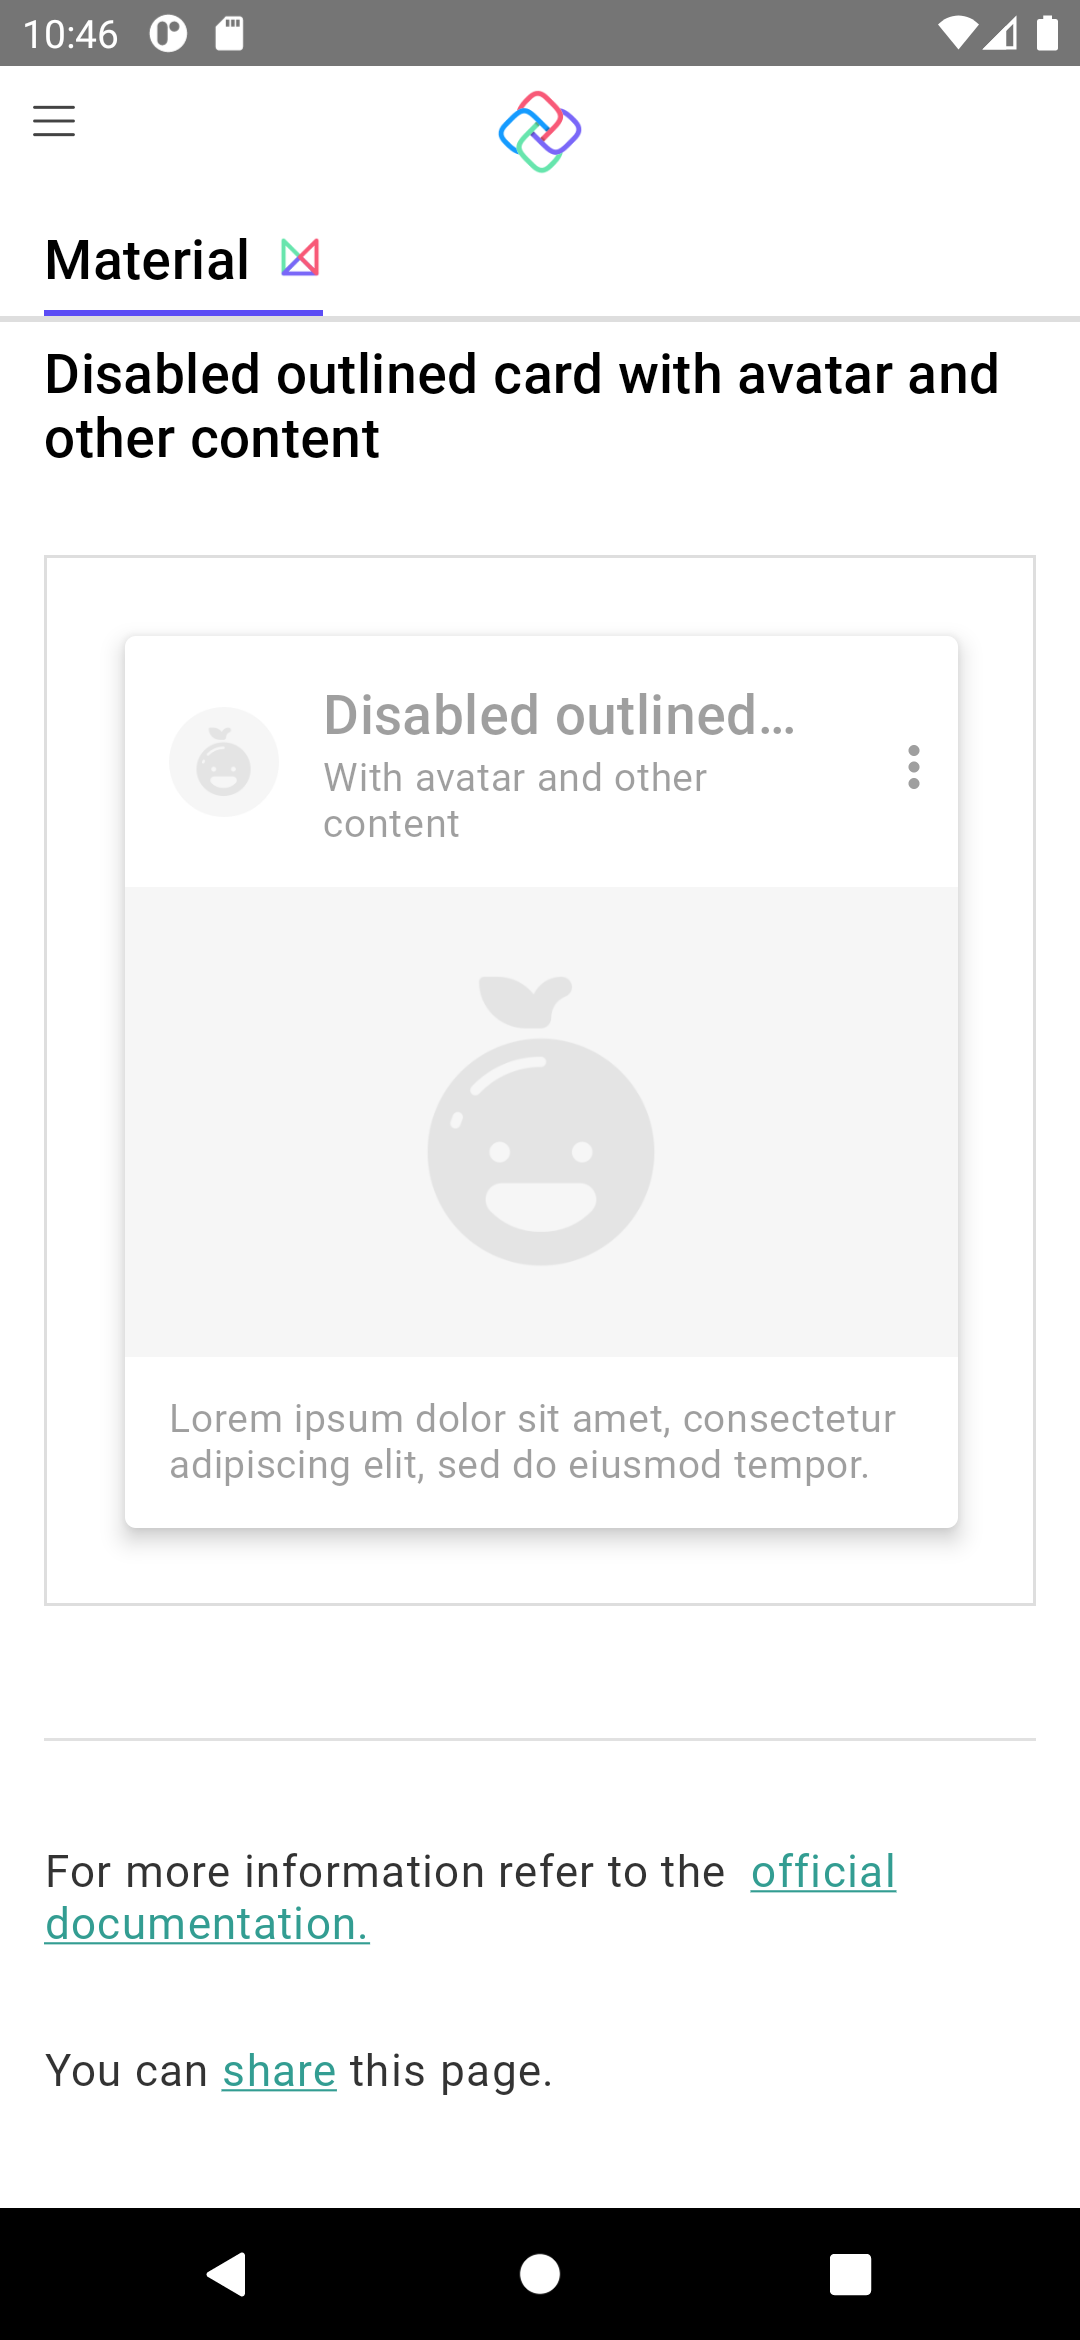 10:46
Material
Disabled outlined card with avatar and
other content
Disabled outlined…
With avatar and other
content
Lorem ipsum dolor sit amet, consectetur
adipiscing elit, sed do eiusmod tempor.
For more information refer to the official
documentation.
You can share this page.